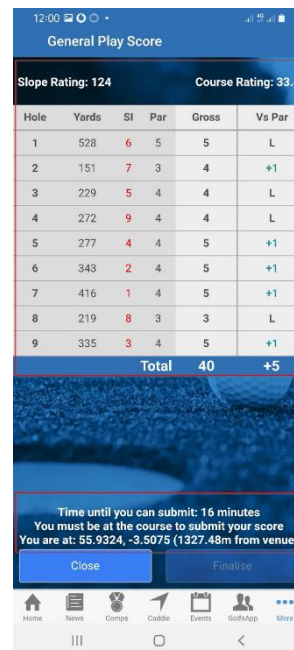 12:00
General Play Score
Slope Rating: 124 Course Rating: 33.
Hole Yards SI Par Gross Vs Par
1 528 6 5 5 L
2 151 7 3 4 +1
3 229 5 4 4 L
4 272 9 4 4 L
5 277 4 4 5 +1
6 343 2 4 5 +1
7 416 1 4 5 +1
8 219 8 3 3 L
9 335 3 4 5 +1
Total 40 +5
Time until you can submit: 16 minutes
You must be at the course to submit your score
You are at: 55.9324, -3.5075 (1327.48m from venue
Close Finalise
Home News Comps Caddie Events GolfsApp More